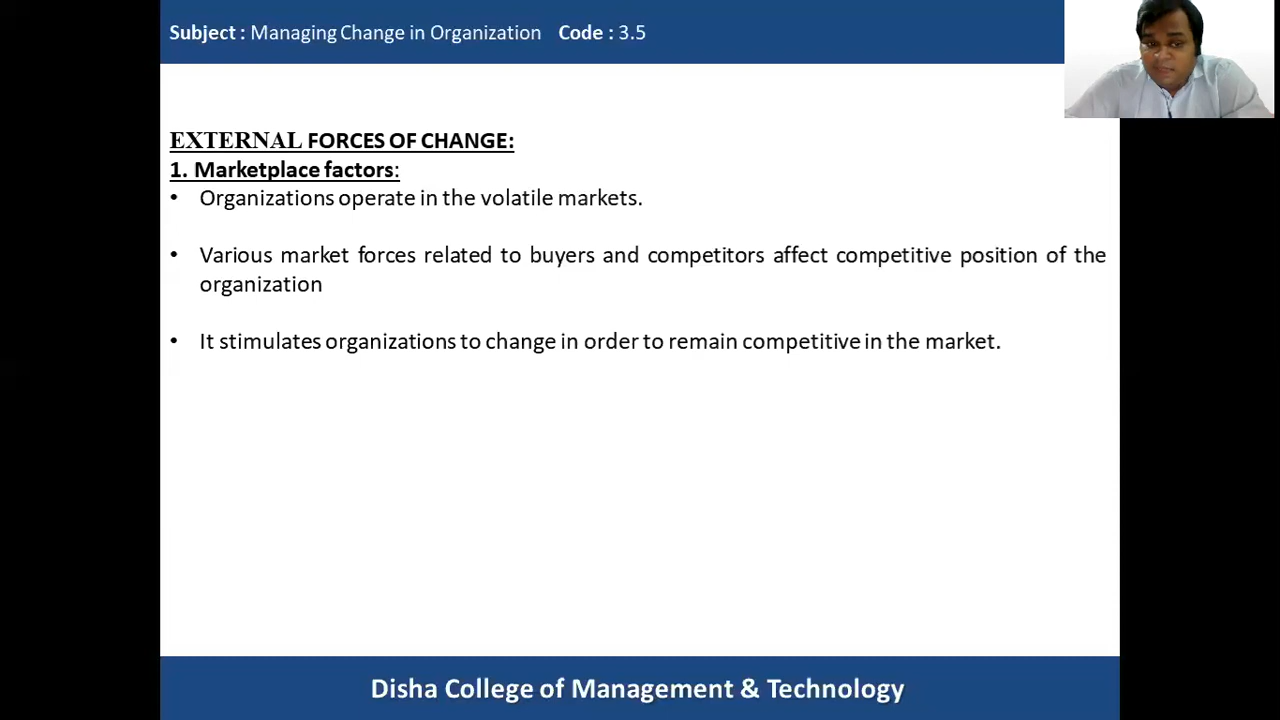 Subject : Managing Change in Organization Code : 3.5
EXTERNAL FORCES OF CHANGE:
1. Marketplace factors:
• Organizations operate in the volatile markets.
• Various market forces related to buyers and competitors affect competitive position of the
organization
• It stimulates organizations to change in order to remain competitive in the market.
Disha College of Management & Technology